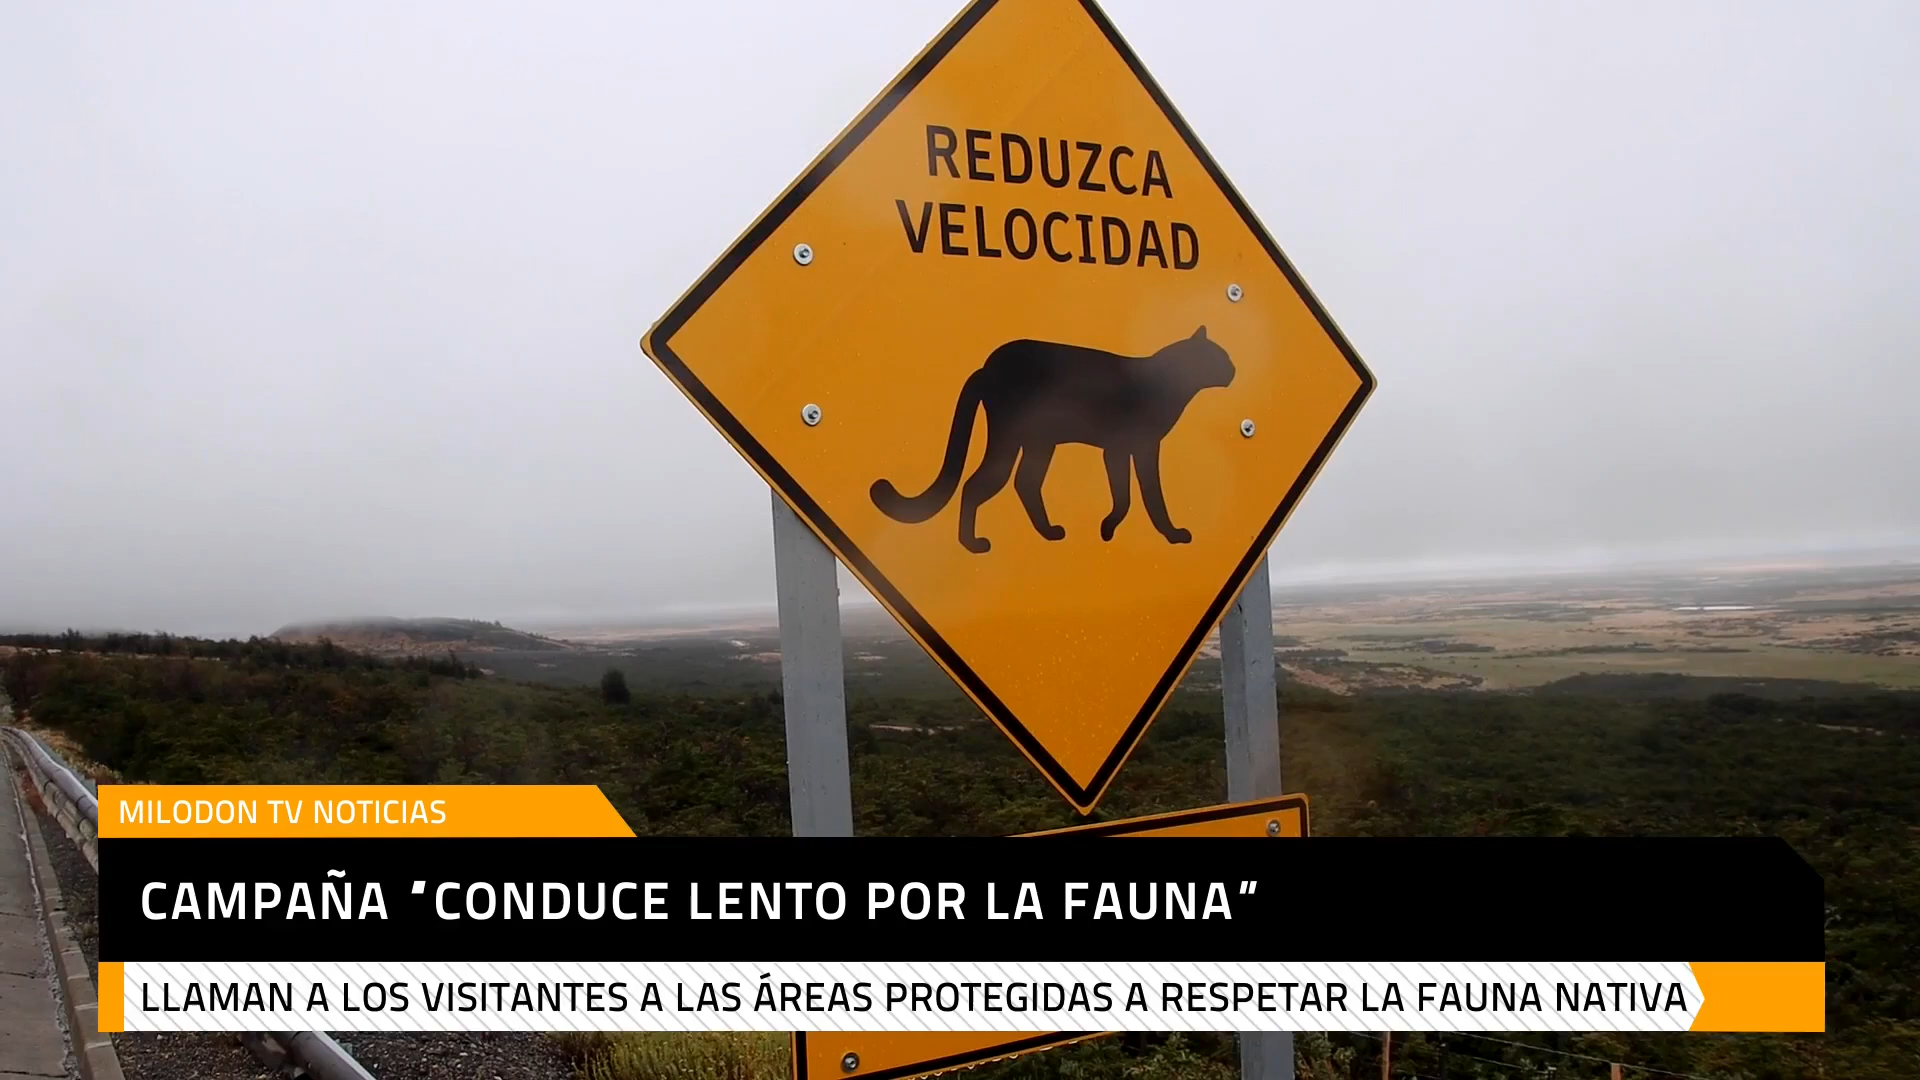 REDUZCA
VELOCIDAD
MILODON TV NOTICIAS
CAMPAÑA “CONDUCE LENTO POR LA FAUNA”
LLAMAN A LOS VISITANTES A LAS ÁREAS PROTEGIDAS A RESPETAR LA FAUNA NATIVA